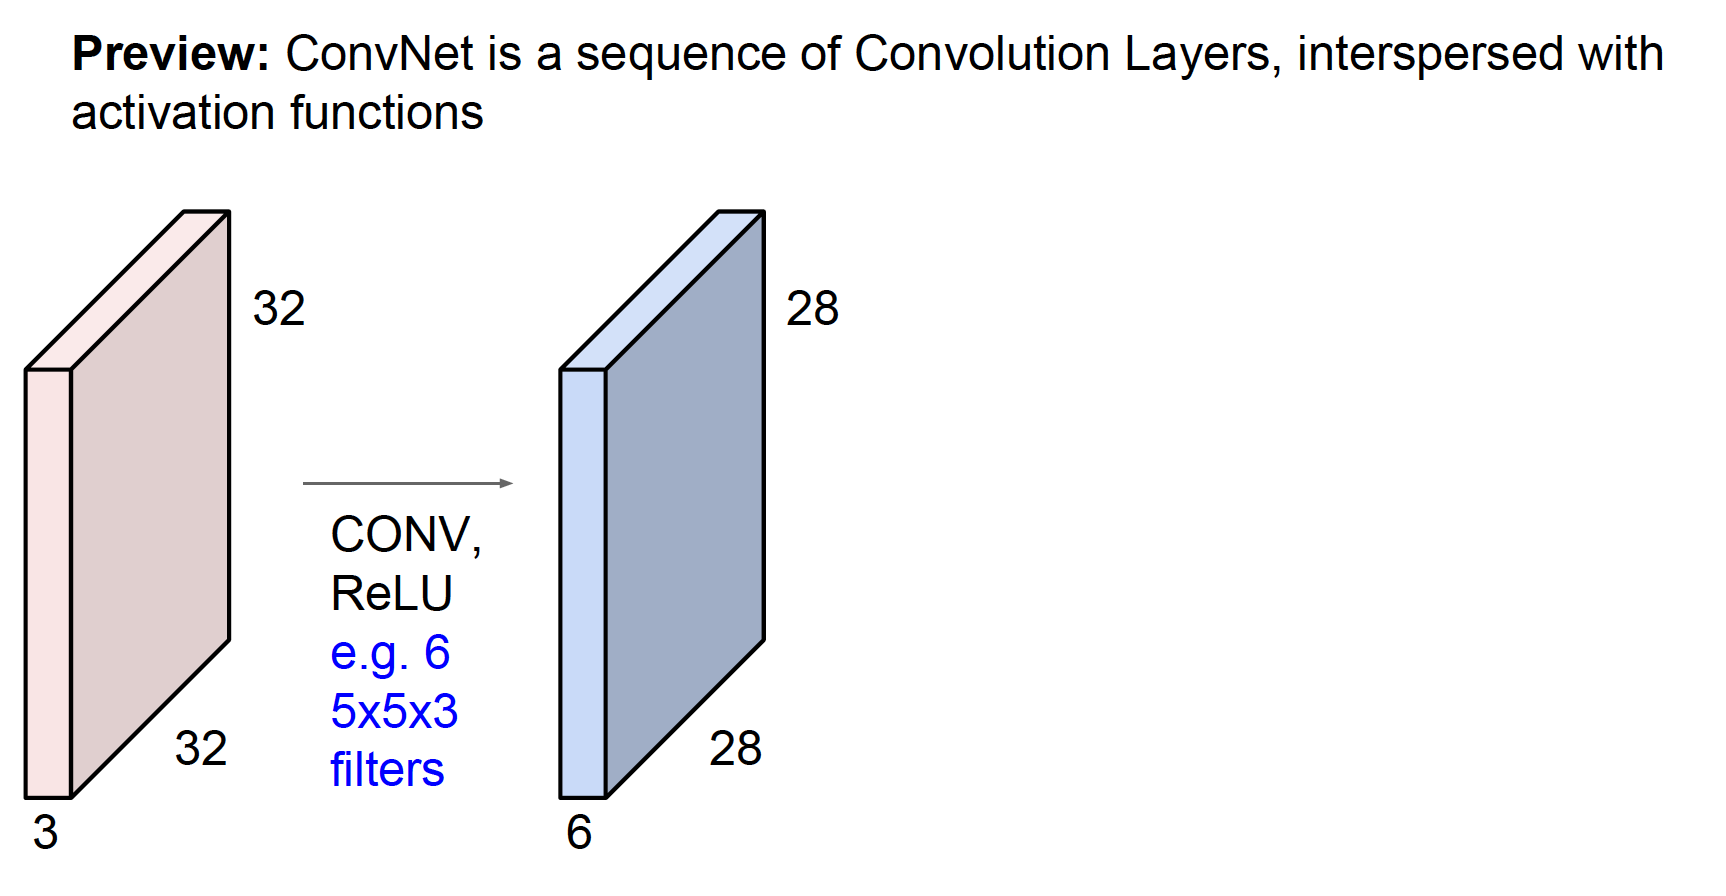 Preview: ConvNet is a sequence of Convolution Layers, interspersed with
activation functions
32
32
3
CONV,
ReLU
e.g. 6
5x5x3
filters
28
28
6